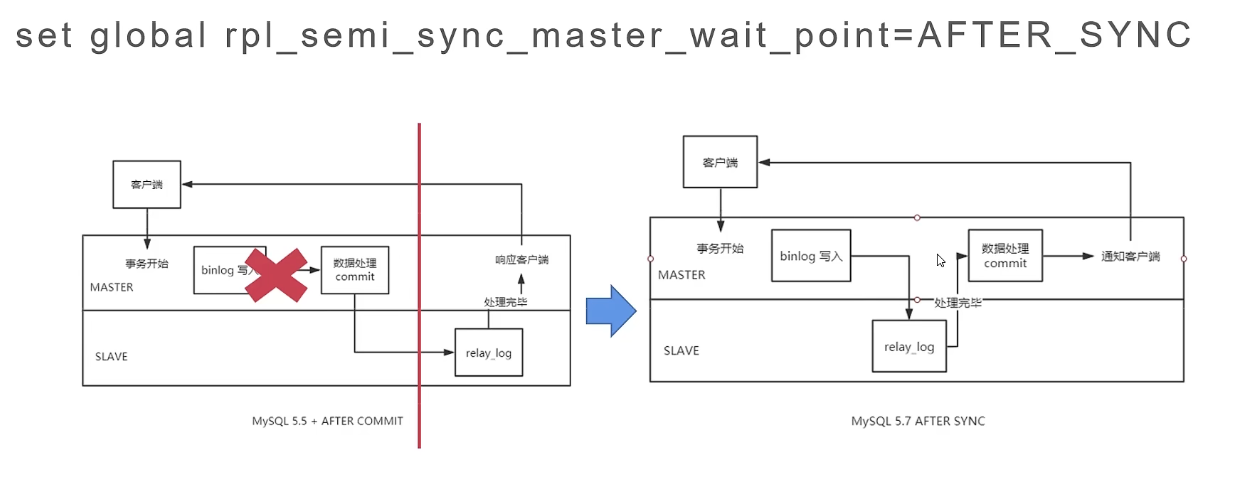 set global rpl_semi_sync_master_wait_point=AFTER_SYNC
客户端
事务开始
binlog 写入
数据处理
commit
响应客户端
MASTER
处理完毕
SLAVE
relay_log
MySQL 5.5 + AFTER COMMIT
客户端
事务开始
binlog 写入
数据处理
commit
通知客户端
MASTER
处理完毕
SLAVE
relay_log
MySQL 5.7 AFTER SYNC